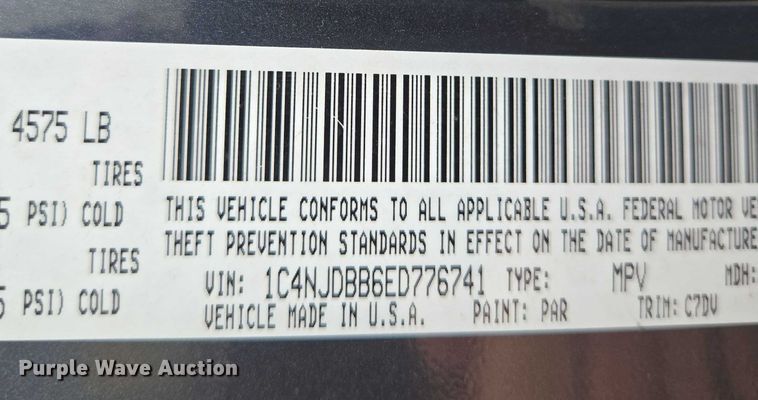 4575 LB
TIRES
5 PSI) COLD
TIRES
5 PSI) COLD
THIS VEHICLE CONFORMS TO ALL APPLICABLE U.S.A. FEDERAL MOTOR VE
THEFT PREVENTION STANDARDS IN EFFECT ON THE DATE OF MANUFACTURE
VIN: 1C4NJDBB6ED776741 TYPE: MPV MDH:
VEHICLE MADE IN U.S.A. PAINT: PAR TRIM: C7DV
Purple Wave Auction